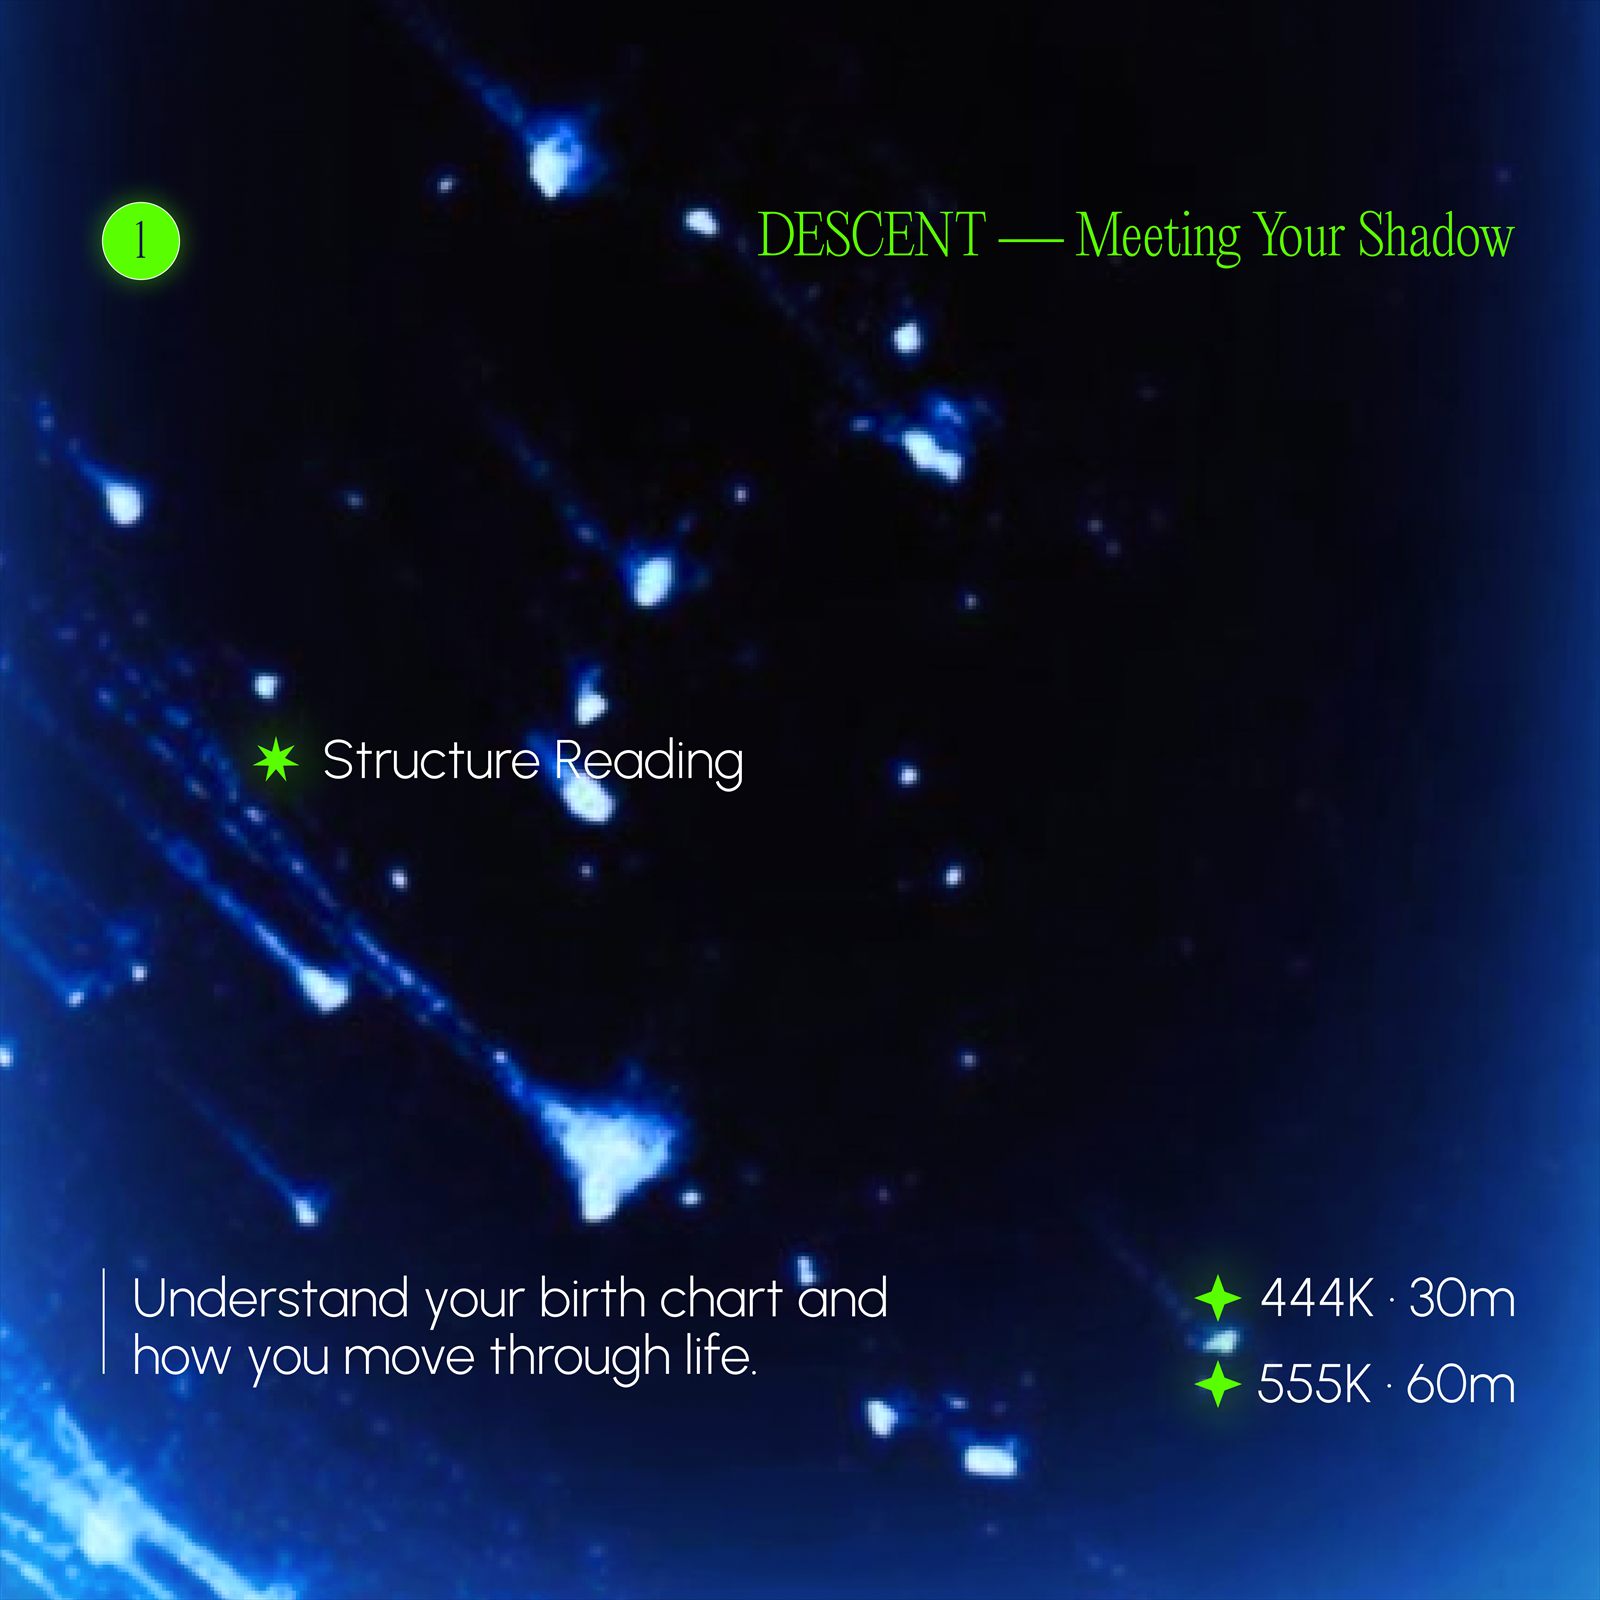 1
DESCENT — Meeting Your Shadow
Structure Reading
Understand your birth chart and
how you move through life.
444K · 30m
555K · 60m